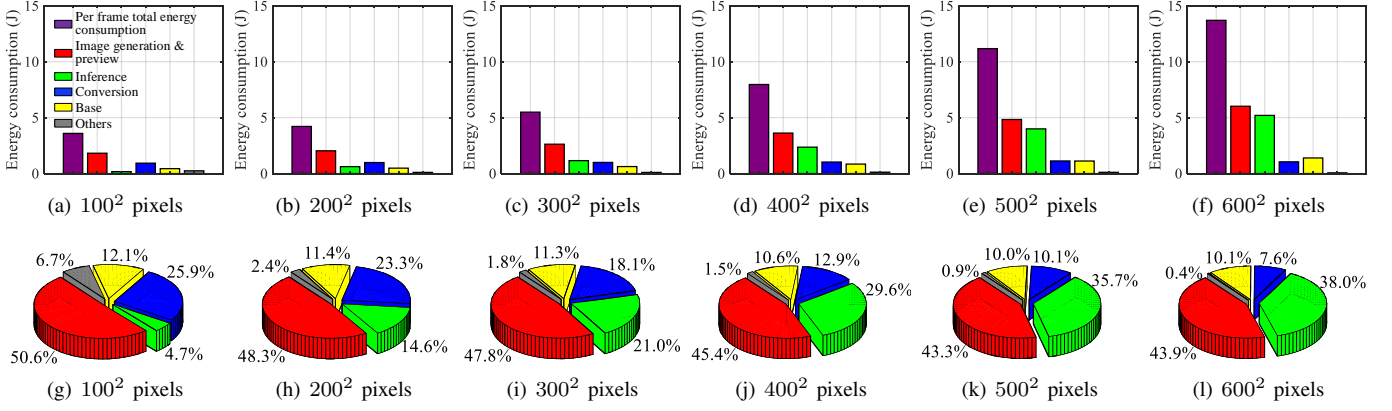 Energy consumption (J)
15
10
5
0
Per frame total energy
consumption
Image generation &
preview
Inference
Conversion
Base
Others
(a) 100² pixels
Energy consumption (J)
15
10
5
0
(b) 200² pixels
Energy consumption (J)
15
10
5
0
(c) 300² pixels
Energy consumption (J)
15
10
5
0
(d) 400² pixels
Energy consumption (J)
15
10
5
0
(e) 500² pixels
Energy consumption (J)
15
10
5
0
(f) 600² pixels
6.7%
12.1%
25.9%
50.6%
4.7%
(g) 100² pixels
2.4%
11.4%
23.3%
48.3%
14.6%
(h) 200² pixels
1.8%
11.3%
18.1%
47.8%
21.0%
(i) 300² pixels
1.5%
10.6%
12.9%
29.6%
45.4%
(j) 400² pixels
0.9%
10.0%
10.1%
35.7%
43.3%
(k) 500² pixels
0.4%
10.1%
7.6%
38.0%
43.9%
(l) 600² pixels